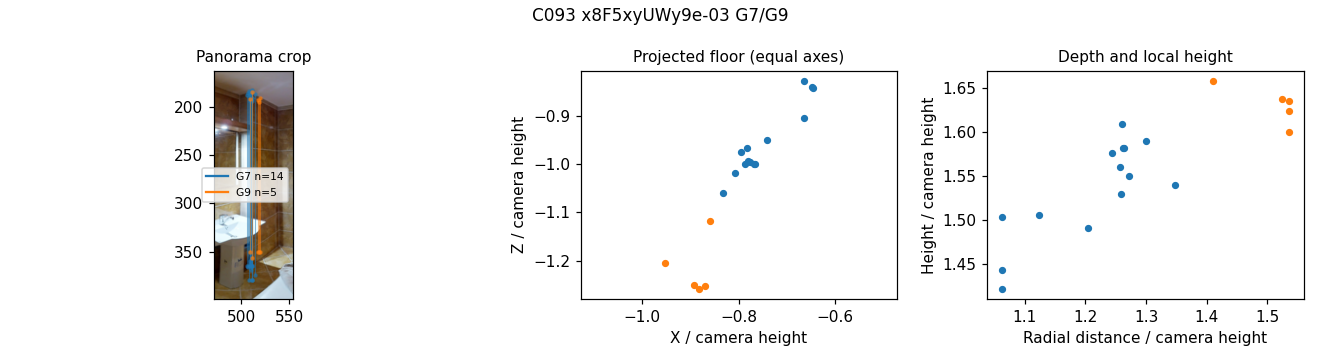 C093 x8F5xyUWy9e-03 G7/G9
Panorama crop
200
250
300
350
500 550
G7 n=14
G9 n=5
Projected floor (equal axes)
Z / camera height
−0.9
−1.0
−1.1
−1.2
−1.0 −0.8 −0.6
X / camera height
Depth and local height
Height / camera height
1.65
1.60
1.55
1.50
1.45
1.1 1.2 1.3 1.4 1.5
Radial distance / camera height